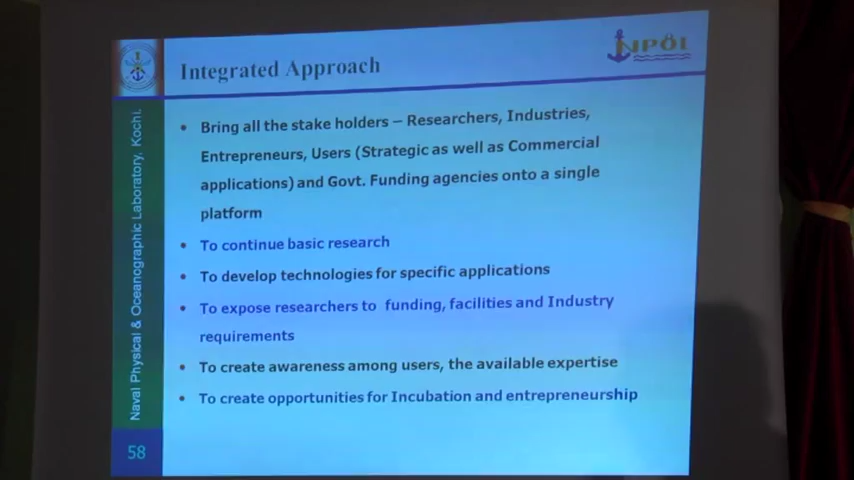 Integrated Approach
NPOL
Naval Physical & Oceanographic Laboratory, Kochi.
• Bring all the stake holders – Researchers, Industries,
Entrepreneurs, Users (Strategic as well as Commercial
applications) and Govt. Funding agencies onto a single
platform
• To continue basic research
• To develop technologies for specific applications
• To expose researchers to funding, facilities and Industry
requirements
• To create awareness among users, the available expertise
• To create opportunities for Incubation and entrepreneurship
58